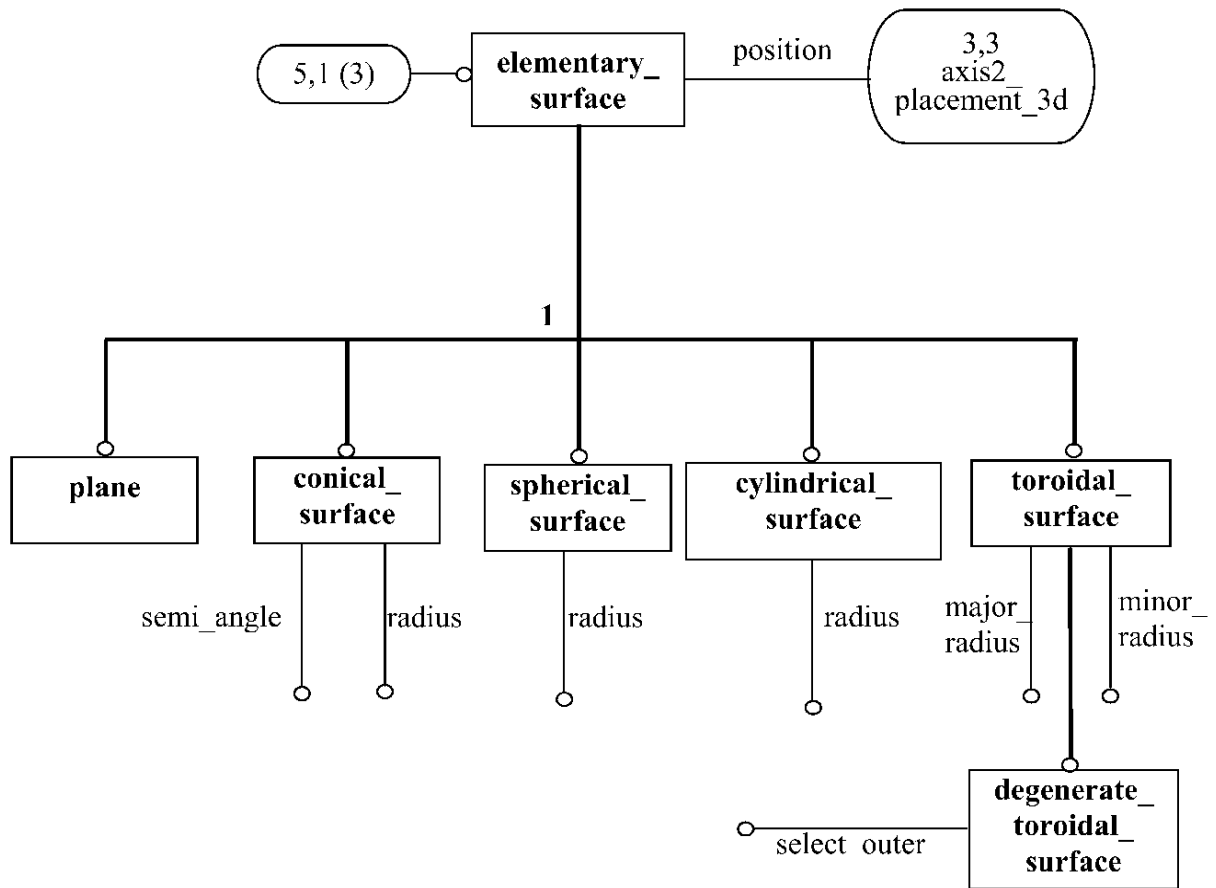 5,1 (3)
elementary_
surface
position
3,3
axis2_
placement_3d
1
plane
conical_
surface
spherical_
surface
cylindrical_
surface
toroidal_
surface
semi_angle
radius
radius
radius
major_
radius
minor_
radius
degenerate_
toroidal_
surface
select_outer